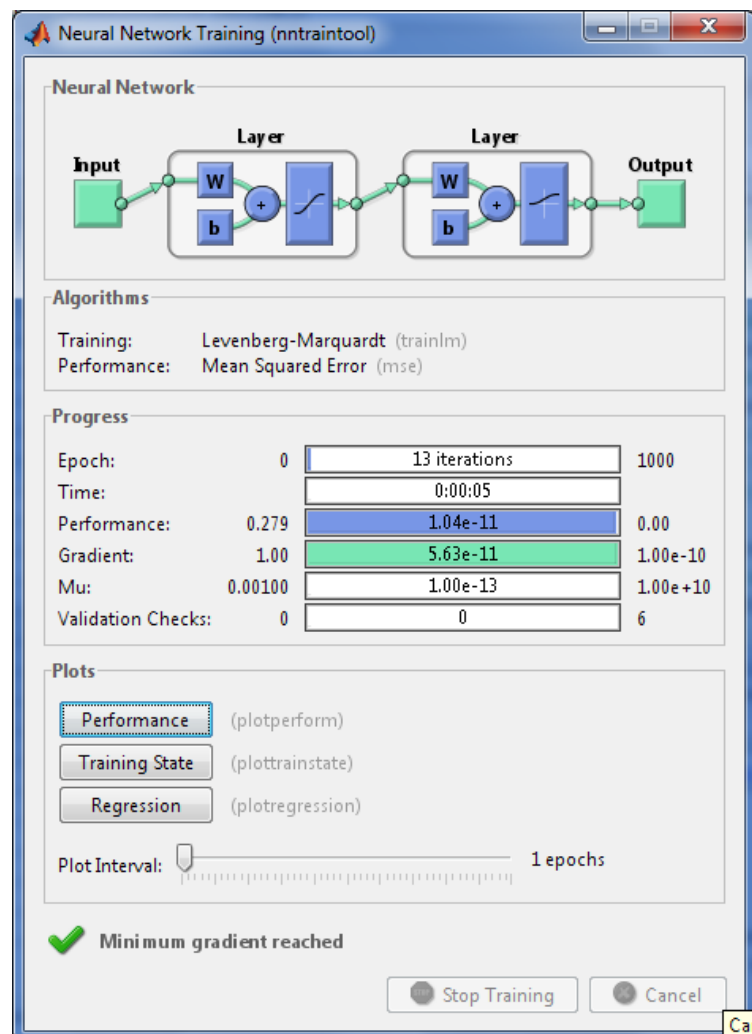 Neural Network Training (nntraintool)
Neural Network
Layer Layer
Input Output
W W
+ +
b b
Algorithms
Training: Levenberg-Marquardt (trainlm)
Performance: Mean Squared Error (mse)
Progress
Epoch: 0 13 iterations 1000
Time: 0:00:05
Performance: 0.279 1.04e-11 0.00
Gradient: 1.00 5.63e-11 1.00e-10
Mu: 0.00100 1.00e-13 1.00e+10
Validation Checks: 0 0 6
Plots
Performance (plotperform)
Training State (plottrainstate)
Regression (plotregression)
Plot Interval: 1 epochs
Minimum gradient reached
Stop Training Cancel
Ca